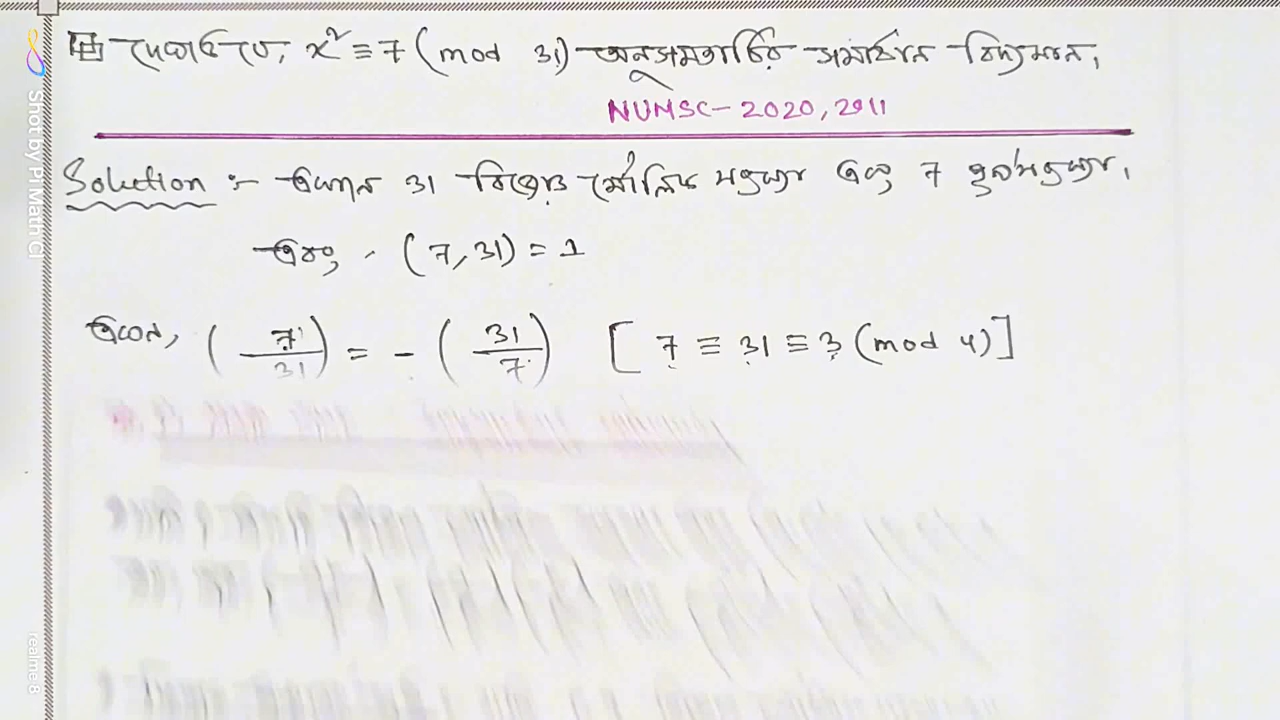 দেখাও যে, x² ≡ 7 (mod 31) অনুসমতাটির সমাধান বিদ্যমান।
NUMSC-2020, 2011
Solution :- এখানে 31 বিজোড় মৌলিক সংখ্যা এবং 7 পূর্ণসংখ্যা।
এবং, (7, 31) = 1
এখন, (7/31) = - (31/7) [7 ≡ 31 ≡ 3 (mod 4)]
Shot by Pi Math Cl
realme 8